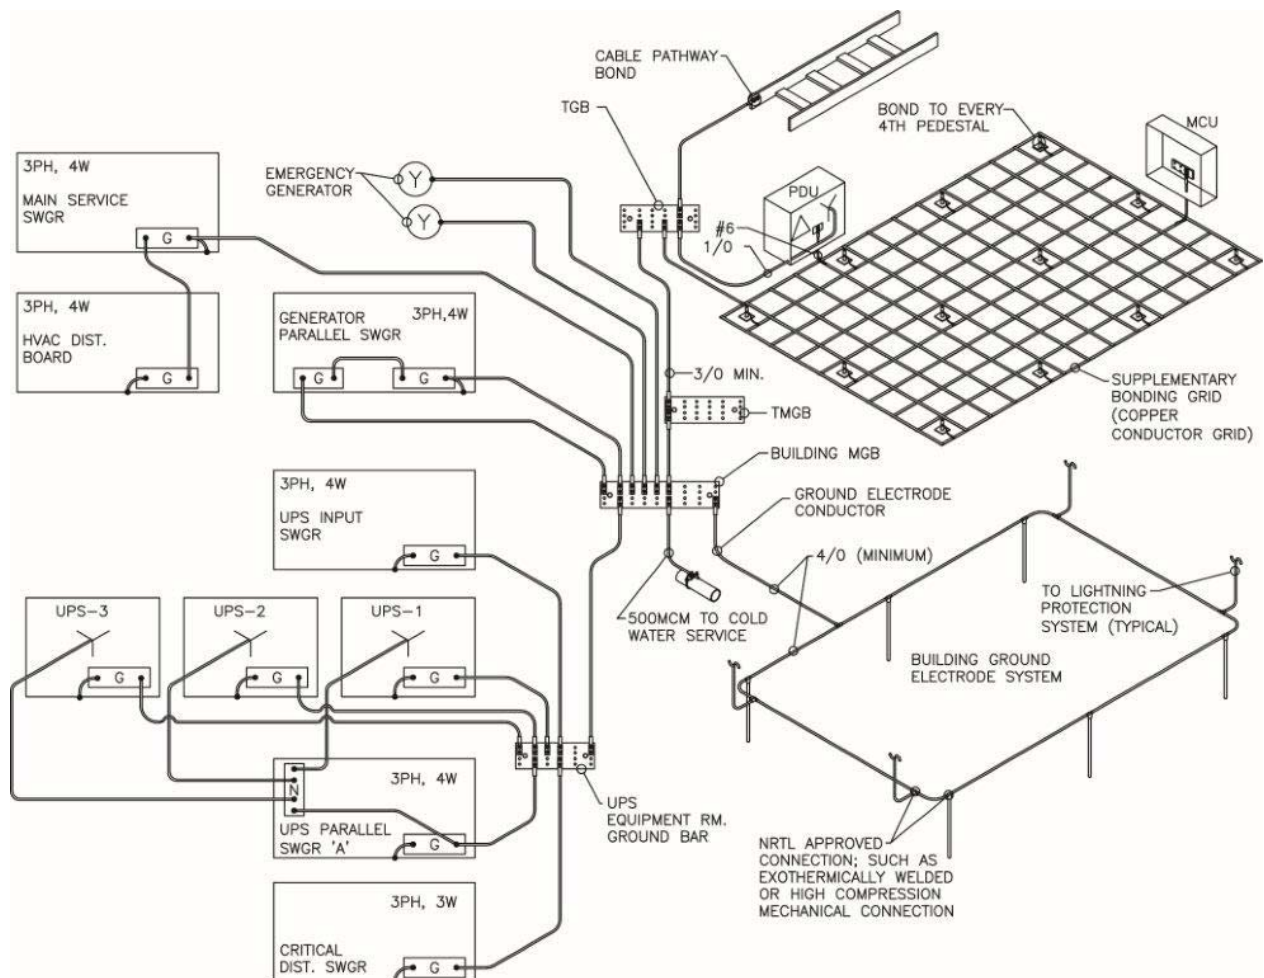 CABLE PATHWAY
BOND
TGB
BOND TO EVERY
4TH PEDESTAL
MCU
3PH, 4W
MAIN SERVICE
SWGR
G
EMERGENCY
GENERATOR
Y
Y
PDU
#6
1/0
3PH, 4W
HVAC DIST.
BOARD
G
GENERATOR
PARALLEL SWGR
3PH,4W
G
G
3/0 MIN.
TMGB
SUPPLEMENTARY
BONDING GRID
(COPPER
CONDUCTOR GRID)
BUILDING MGB
3PH, 4W
UPS INPUT
SWGR
G
GROUND ELECTRODE
CONDUCTOR
4/0 (MINIMUM)
500MCM TO COLD
WATER SERVICE
TO LIGHTNING
PROTECTION
SYSTEM (TYPICAL)
BUILDING GROUND
ELECTRODE SYSTEM
UPS-3
G
UPS-2
G
UPS-1
G
3PH, 4W
N
UPS PARALLEL
SWGR 'A'
G
UPS
EQUIPMENT RM.
GROUND BAR
NRTL APPROVED
CONNECTION; SUCH AS
EXOTHERMICALLY WELDED
OR HIGH COMPRESSION
MECHANICAL CONNECTION
3PH, 3W
CRITICAL
DIST. SWGR
G